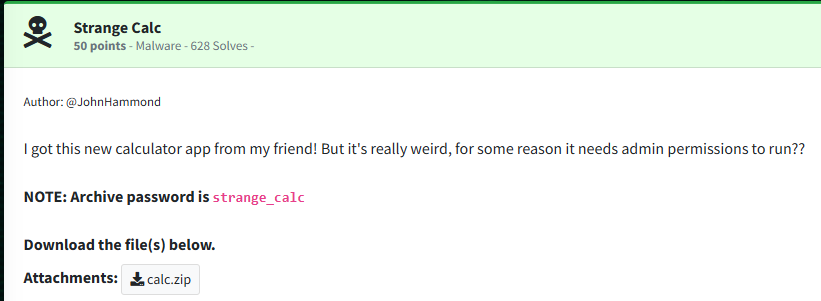 Strange Calc
50 points - Malware - 628 Solves -
Author: @JohnHammond
I got this new calculator app from my friend! But it's really weird, for some reason it needs admin permissions to run??
NOTE: Archive password is strange_calc
Download the file(s) below.
Attachments: calc.zip